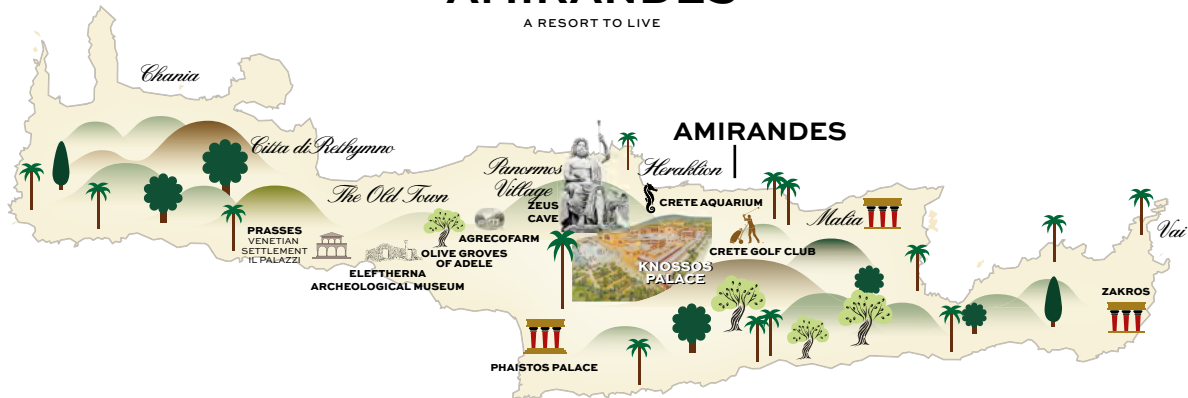 AMIRANDES
A RESORT TO LIVE
Chania
AMIRANDES
Citta di Rethymno
Panormos
Village
Heraklion
The Old Town
ZEUS
CAVE
CRETE AQUARIUM
Malia
Vai
PRASSES
VENETIAN
SETTLEMENT
IL PALAZZI
AGRECOFARM
OLIVE GROVES
OF ADELE
CRETE GOLF CLUB
ELEFTHERNA
ARCHEOLOGICAL MUSEUM
KNOSSOS
PALACE
ZAKROS
PHAISTOS PALACE